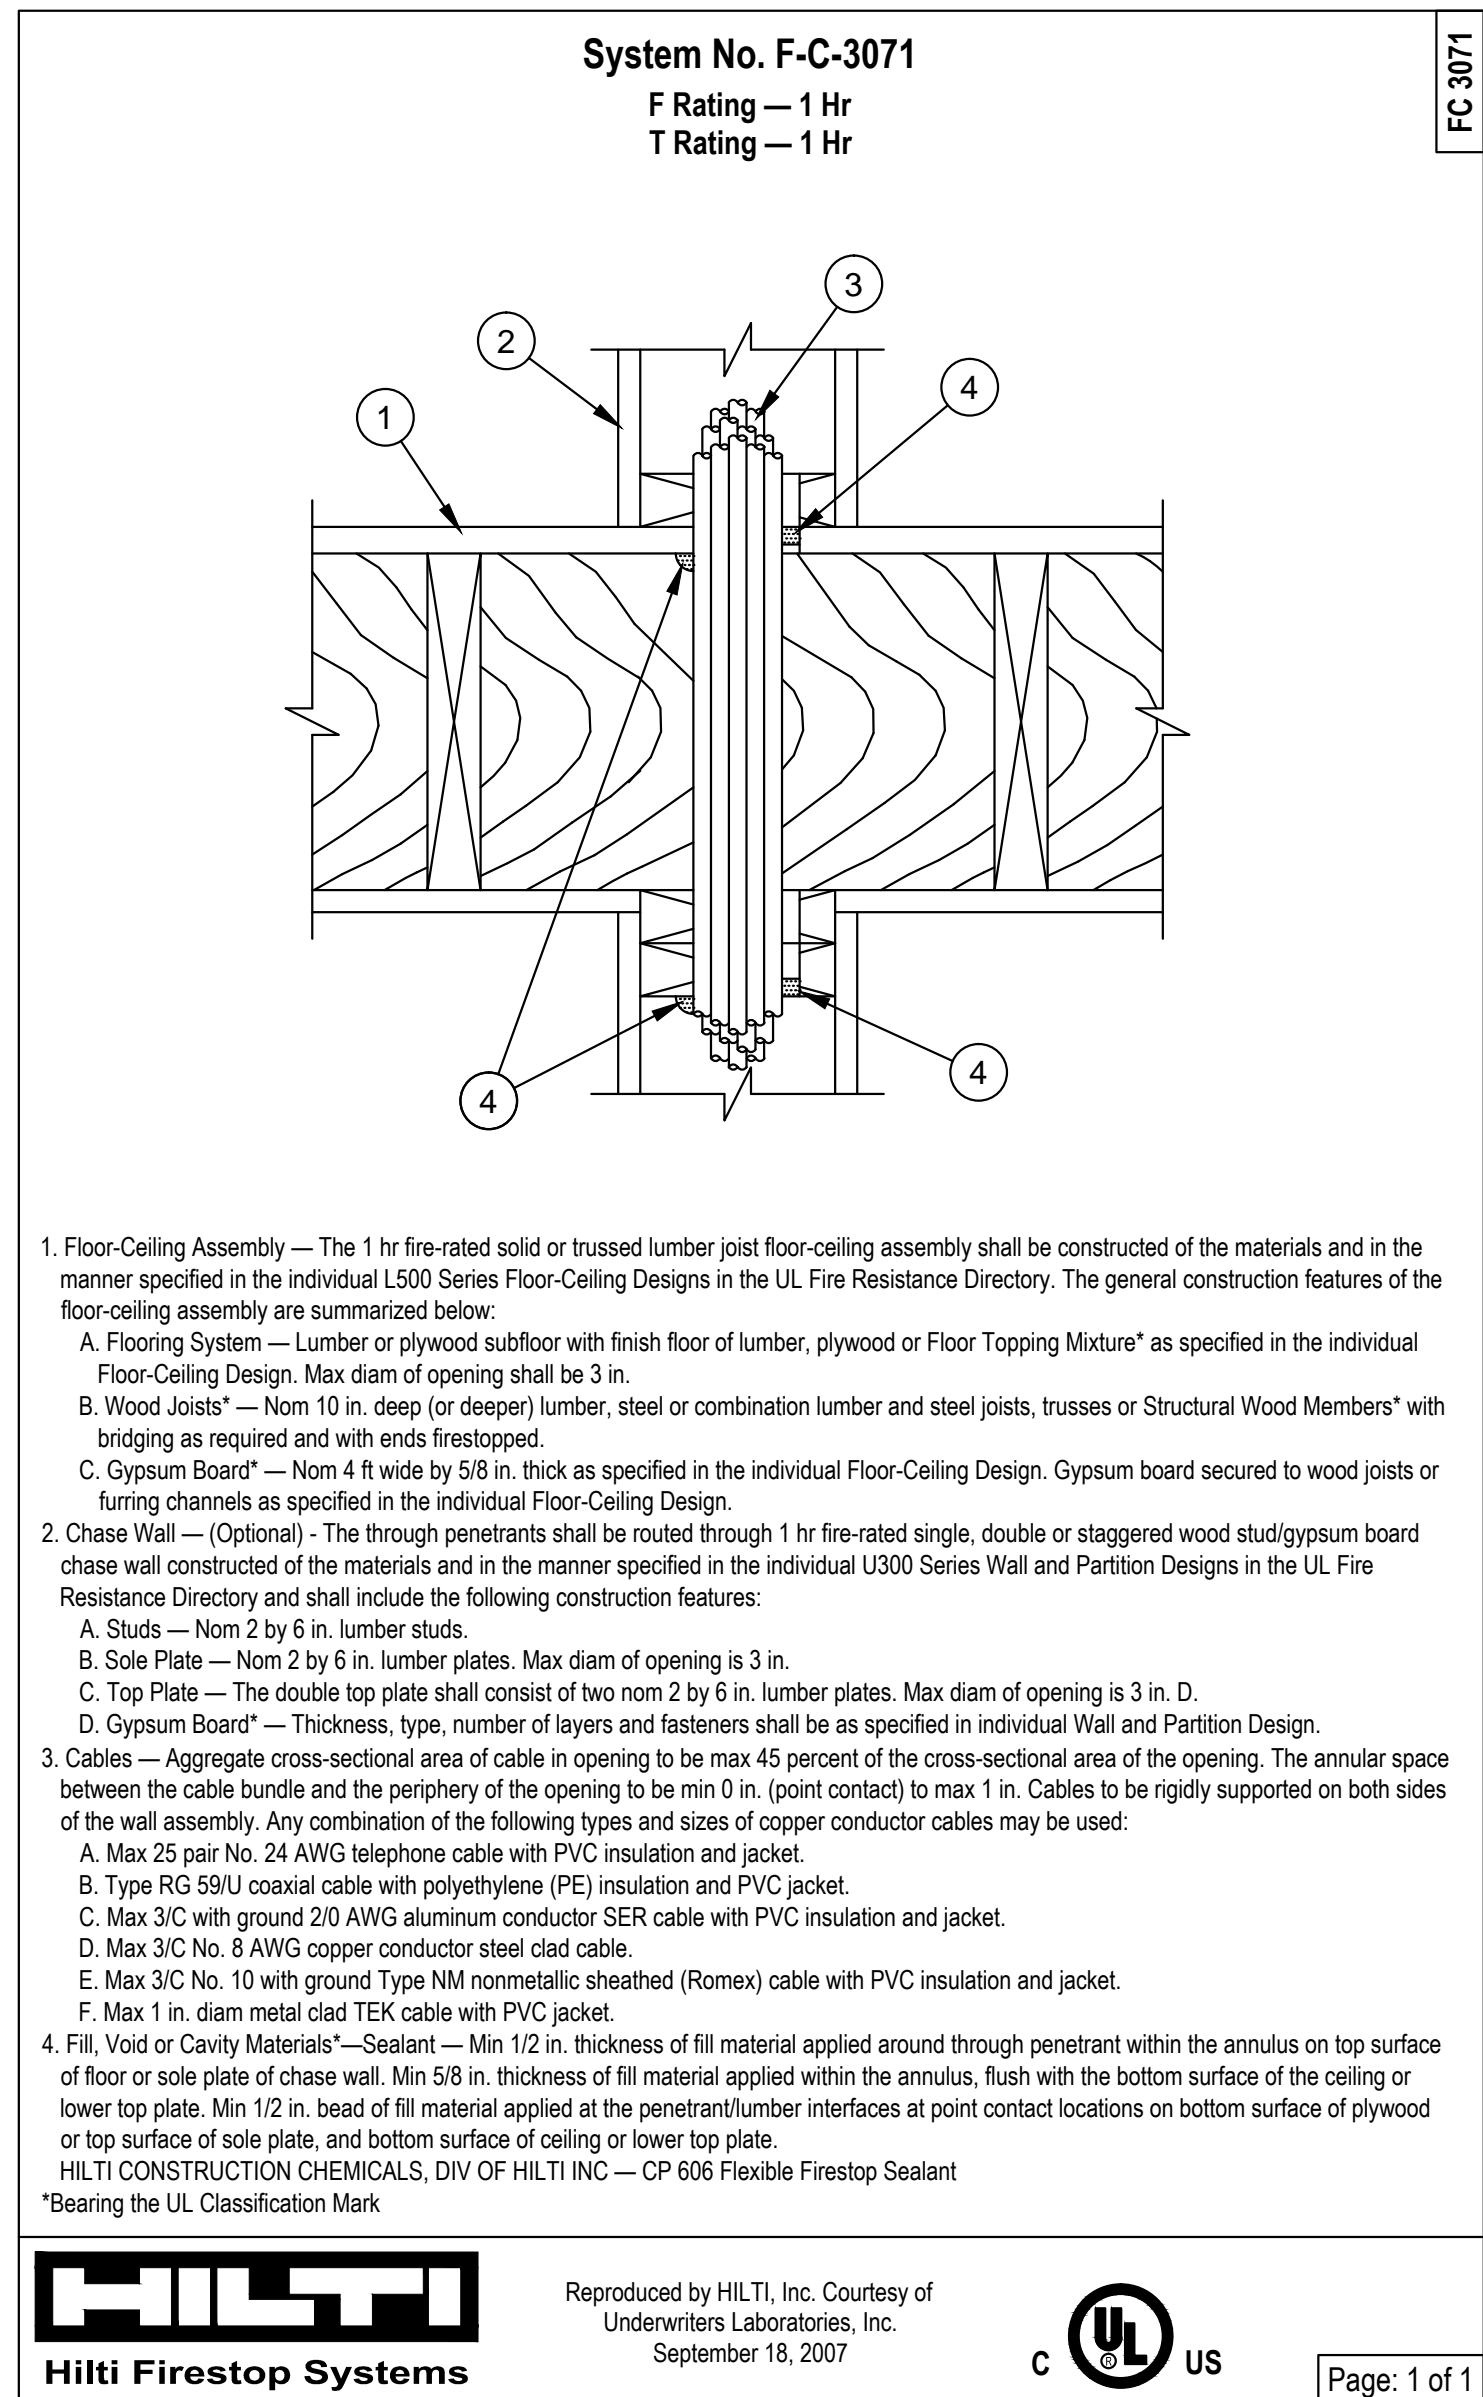 System No. F-C-3071
F Rating — 1 Hr
T Rating — 1 Hr
FC 3071
3
2
4
1
4
4
1. Floor-Ceiling Assembly — The 1 hr fire-rated solid or trussed lumber joist floor-ceiling assembly shall be constructed of the materials and in the
manner specified in the individual L500 Series Floor-Ceiling Designs in the UL Fire Resistance Directory. The general construction features of the
floor-ceiling assembly are summarized below:
A. Flooring System — Lumber or plywood subfloor with finish floor of lumber, plywood or Floor Topping Mixture* as specified in the individual
Floor-Ceiling Design. Max diam of opening shall be 3 in.
B. Wood Joists* — Nom 10 in. deep (or deeper) lumber, steel or combination lumber and steel joists, trusses or Structural Wood Members* with
bridging as required and with ends firestopped.
C. Gypsum Board* — Nom 4 ft wide by 5/8 in. thick as specified in the individual Floor-Ceiling Design. Gypsum board secured to wood joists or
furring channels as specified in the individual Floor-Ceiling Design.
2. Chase Wall — (Optional) - The through penetrants shall be routed through 1 hr fire-rated single, double or staggered wood stud/gypsum board
chase wall constructed of the materials and in the manner specified in the individual U300 Series Wall and Partition Designs in the UL Fire
Resistance Directory and shall include the following construction features:
A. Studs — Nom 2 by 6 in. lumber studs.
B. Sole Plate — Nom 2 by 6 in. lumber plates. Max diam of opening is 3 in.
C. Top Plate — The double top plate shall consist of two nom 2 by 6 in. lumber plates. Max diam of opening is 3 in. D.
D. Gypsum Board* — Thickness, type, number of layers and fasteners shall be as specified in individual Wall and Partition Design.
3. Cables — Aggregate cross-sectional area of cable in opening to be max 45 percent of the cross-sectional area of the opening. The annular space
between the cable bundle and the periphery of the opening to be min 0 in. (point contact) to max 1 in. Cables to be rigidly supported on both sides
of the wall assembly. Any combination of the following types and sizes of copper conductor cables may be used:
A. Max 25 pair No. 24 AWG telephone cable with PVC insulation and jacket.
B. Type RG 59/U coaxial cable with polyethylene (PE) insulation and PVC jacket.
C. Max 3/C with ground 2/0 AWG aluminum conductor SER cable with PVC insulation and jacket.
D. Max 3/C No. 8 AWG copper conductor steel clad cable.
E. Max 3/C No. 10 with ground Type NM nonmetallic sheathed (Romex) cable with PVC insulation and jacket.
F. Max 1 in. diam metal clad TEK cable with PVC jacket.
4. Fill, Void or Cavity Materials*—Sealant — Min 1/2 in. thickness of fill material applied around through penetrant within the annulus on top surface
of floor or sole plate of chase wall. Min 5/8 in. thickness of fill material applied within the annulus, flush with the bottom surface of the ceiling or
lower top plate. Min 1/2 in. bead of fill material applied at the penetrant/lumber interfaces at point contact locations on bottom surface of plywood
or top surface of sole plate, and bottom surface of ceiling or lower top plate.
HILTI CONSTRUCTION CHEMICALS, DIV OF HILTI INC — CP 606 Flexible Firestop Sealant
*Bearing the UL Classification Mark
HILTI
Hilti Firestop Systems
Reproduced by HILTI, Inc. Courtesy of
Underwriters Laboratories, Inc.
September 18, 2007
C UL ® US
Page: 1 of 1